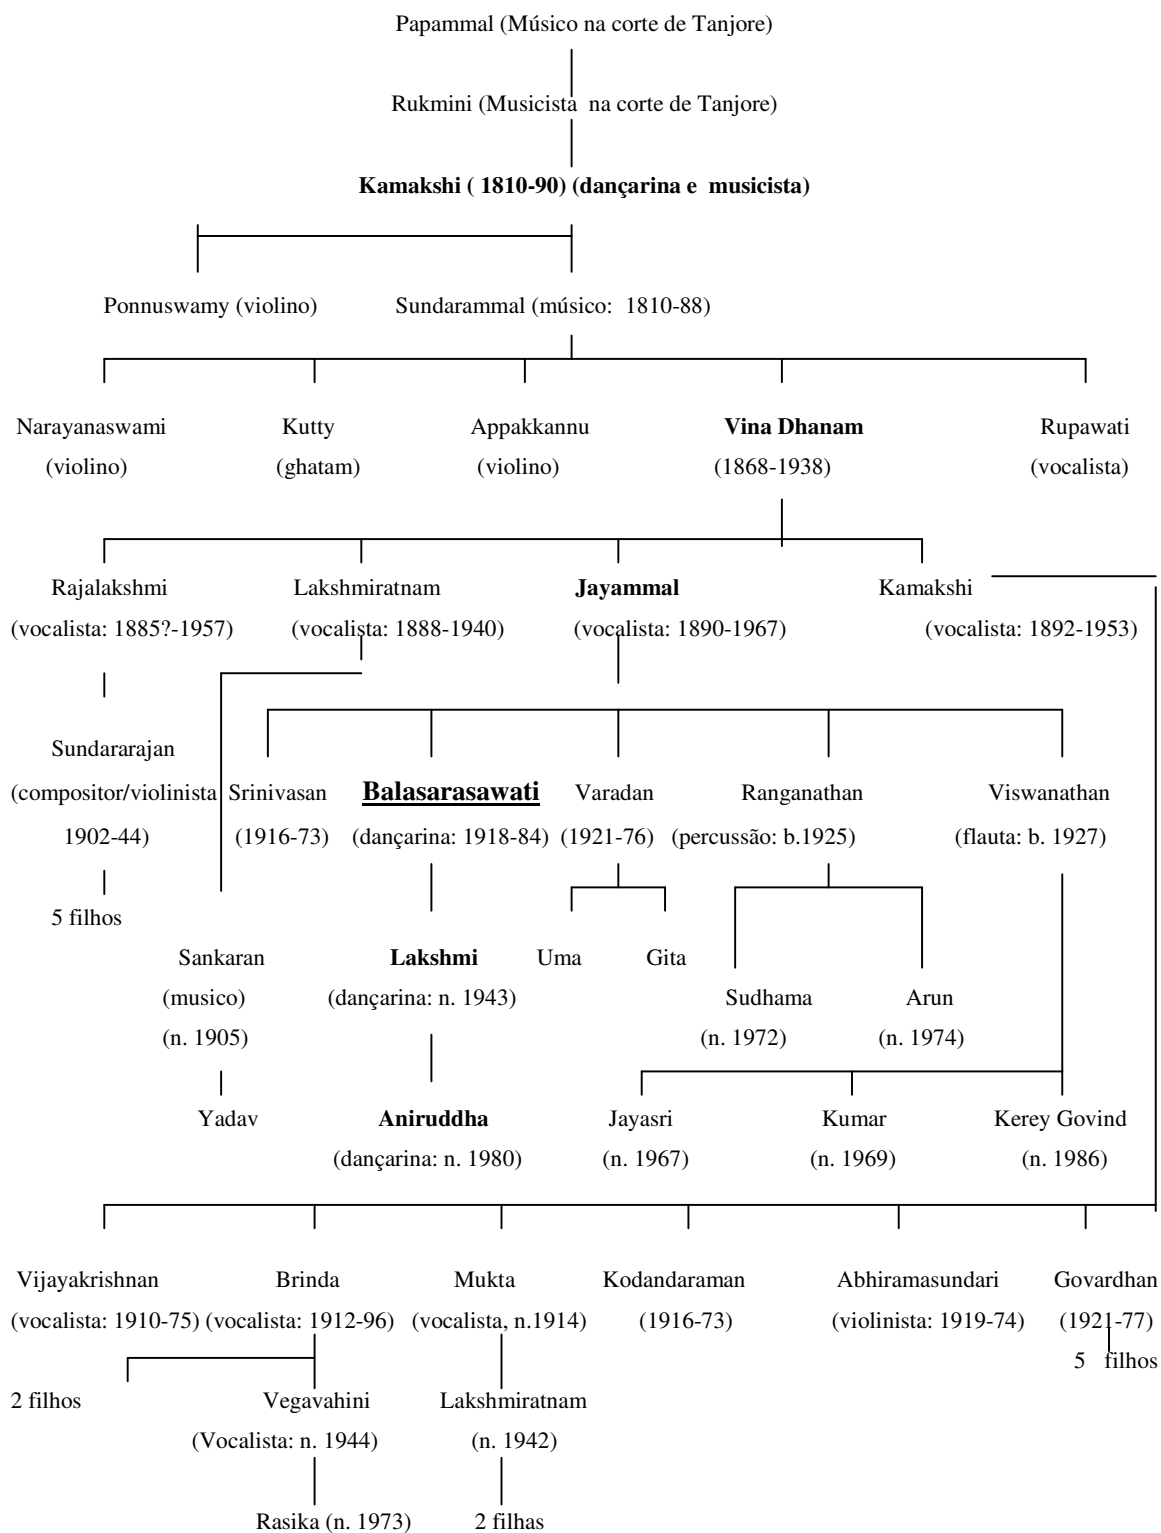 Papammal (Músico na corte de Tanjore)
Rukmini (Musicista na corte de Tanjore)
Kamakshi ( 1810-90) (dançarina e musicista)
Ponnuswamy (violino) Sundarammal (músico: 1810-88)
Narayanaswami Kutty Appakkannu Vina Dhanam Rupawati
(violino) (ghatam) (violino) (1868-1938) (vocalista)
Rajalakshmi Lakshmiratnam Jayammal Kamakshi
(vocalista: 1885?-1957) (vocalista: 1888-1940) (vocalista: 1890-1967) (vocalista: 1892-1953)
Sundararajan
(compositor/violinista Srinivasan Balasarasawati Varadan Ranganathan Viswanathan
1902-44) (1916-73) (dançarina: 1918-84) (1921-76) (percussão: b.1925) (flauta: b. 1927)
5 filhos
Sankaran Lakshmi Uma Gita
(musico) (dançarina: n. 1943) Sudhama Arun
(n. 1905) (n. 1972) (n. 1974)
Yadav Aniruddha Jayasri Kumar Kerey Govind
(dançarina: n. 1980) (n. 1967) (n. 1969) (n. 1986)
Vijayakrishnan Brinda Mukta Kodandaraman Abhiramasundari Govardhan
(vocalista: 1910-75) (vocalista: 1912-96) (vocalista, n.1914) (1916-73) (violinista: 1919-74) (1921-77)
5 filhos
2 filhos Vegavahini Lakshmiratnam
(Vocalista: n. 1944) (n. 1942)
Rasika (n. 1973) 2 filhas